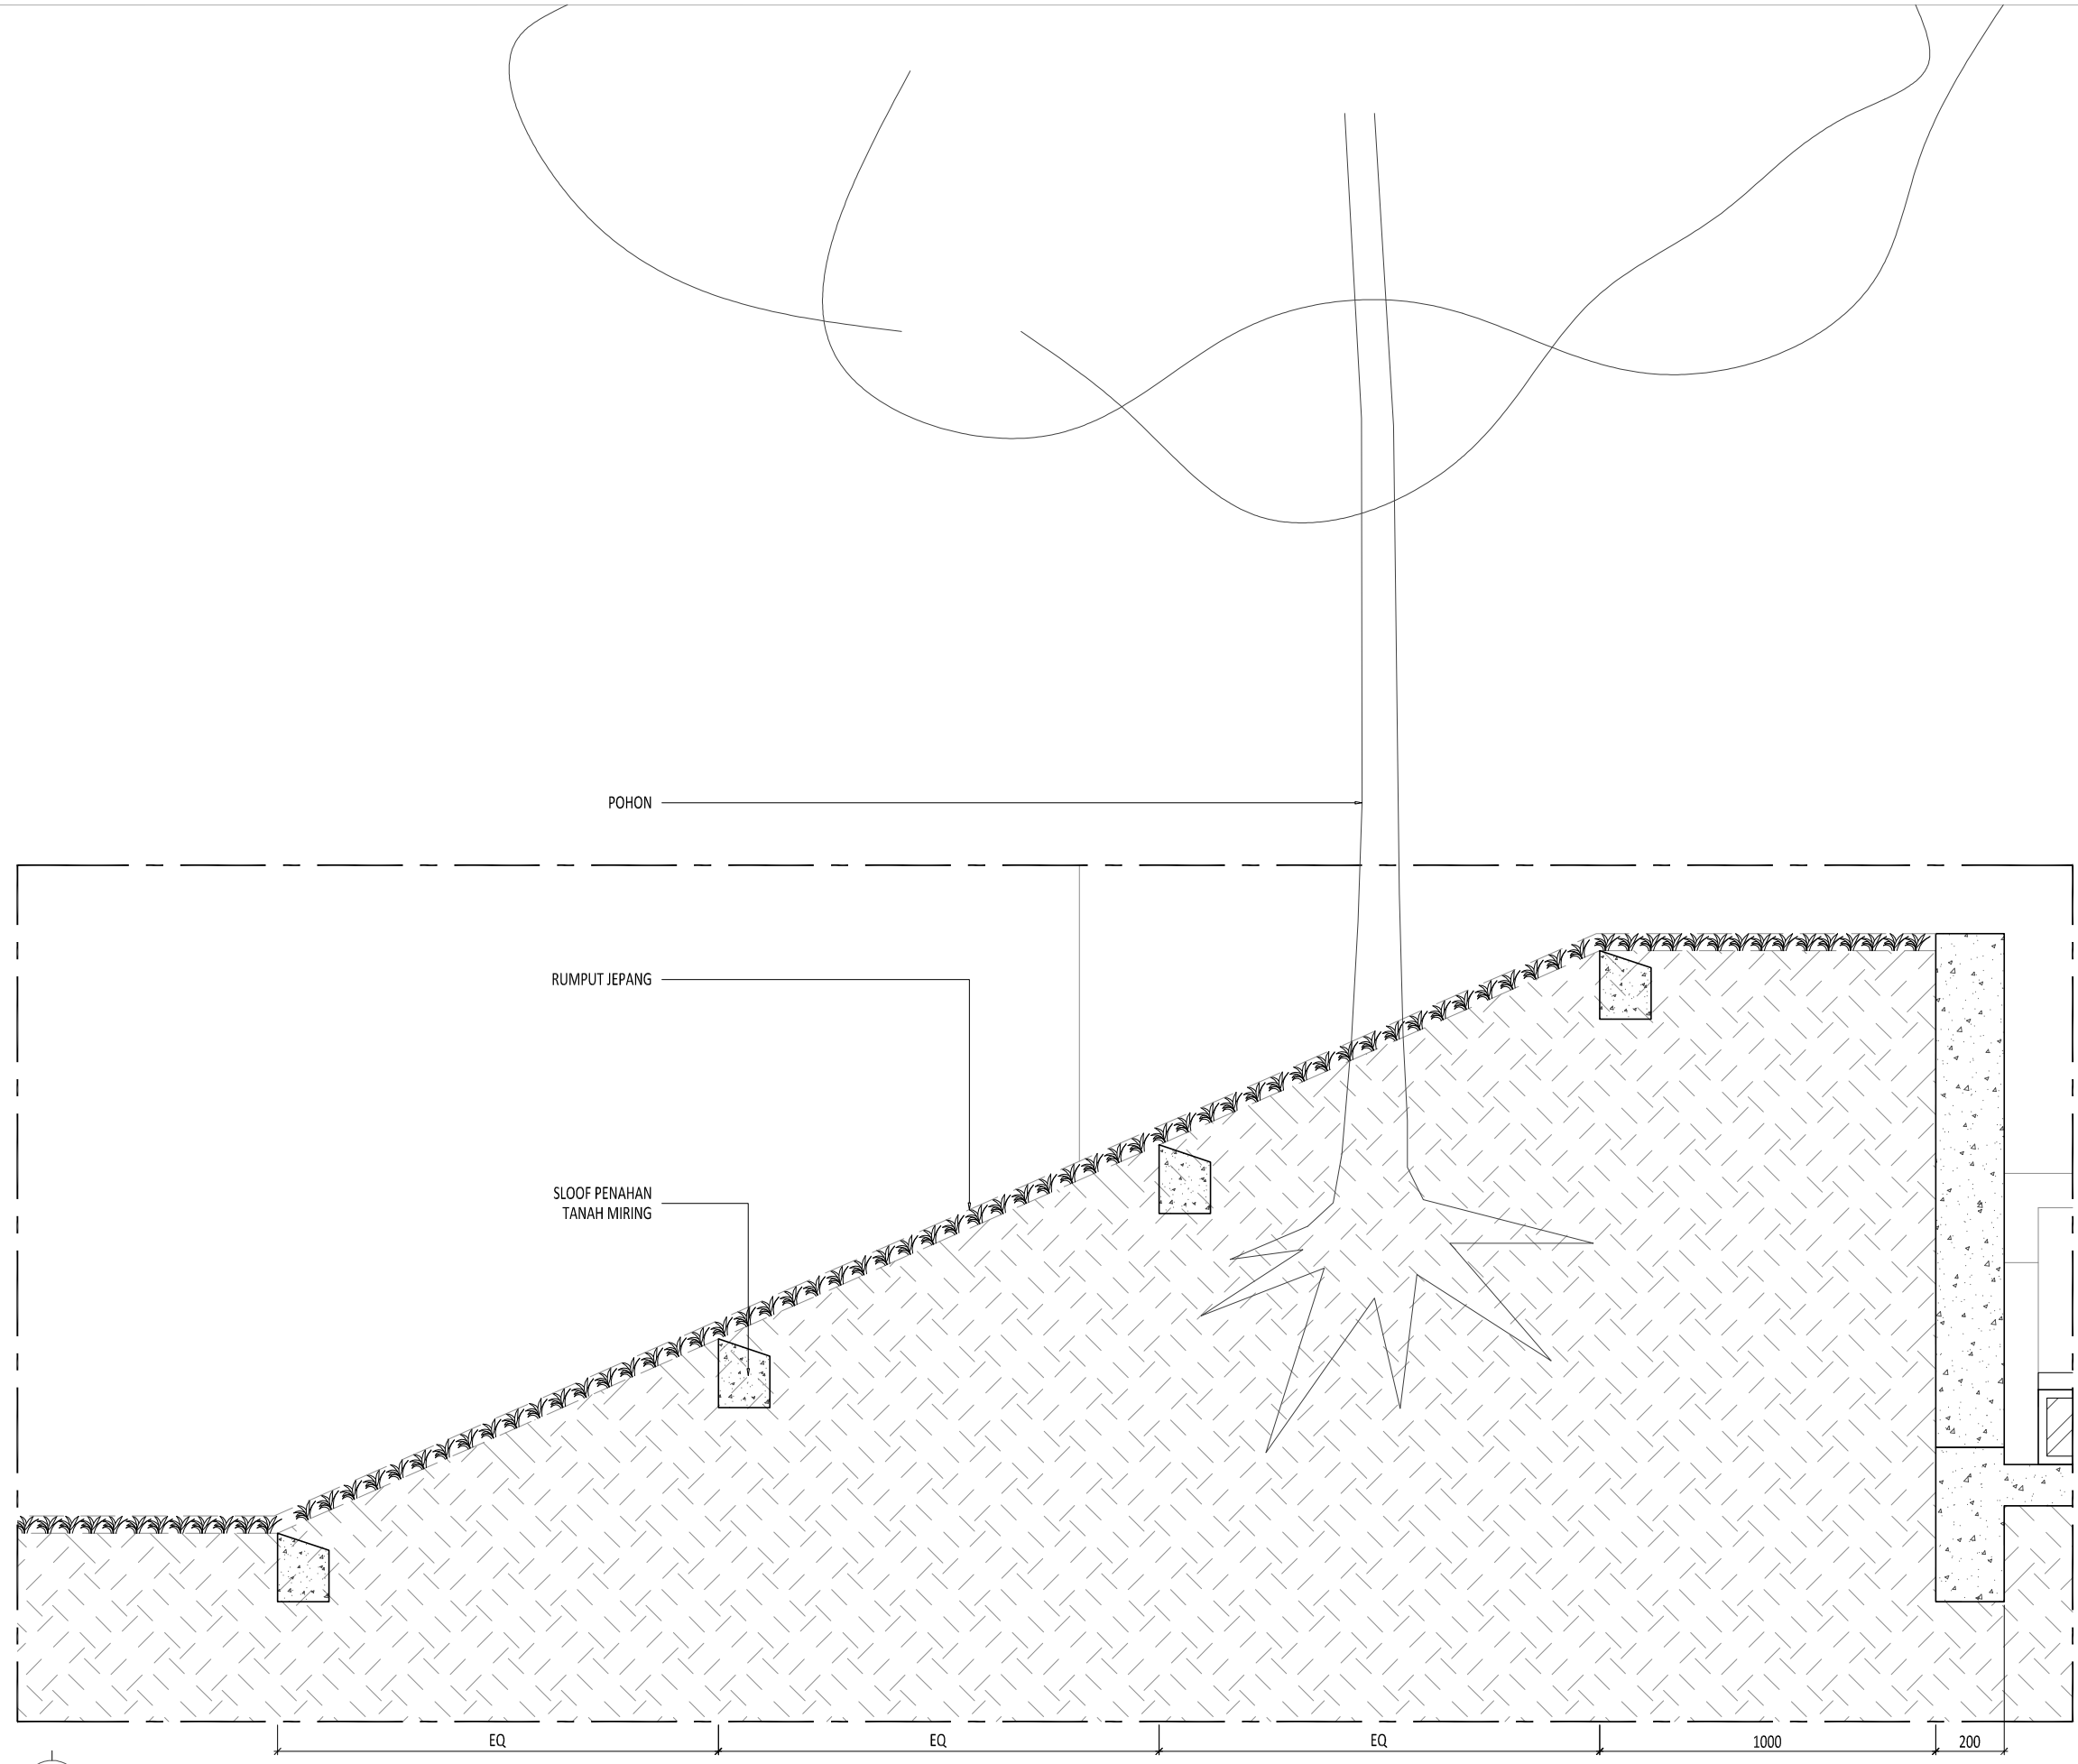 POHON
RUMPUT JEPANG
SLOOF PENAHAN
TANAH MIRING
EQ
EQ
EQ
1000
200